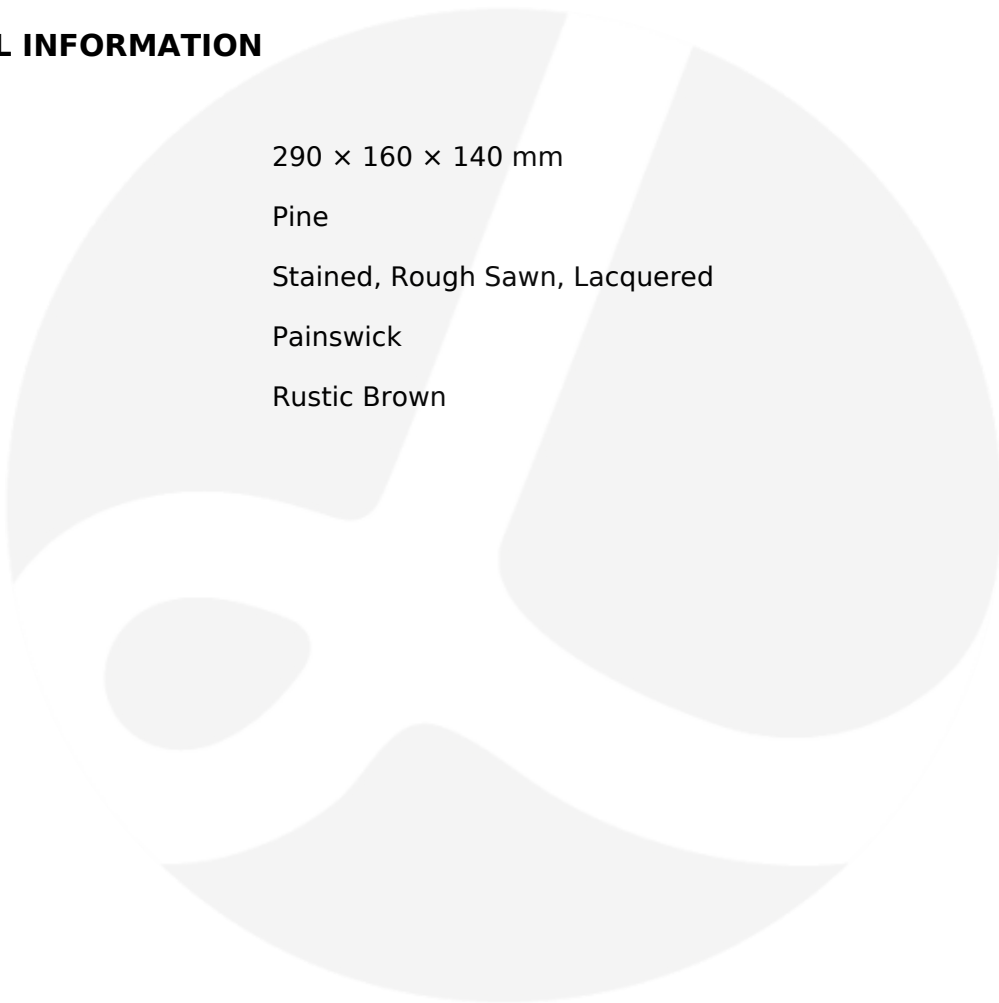 L INFORMATION
290 × 160 × 140 mm
Pine
Stained, Rough Sawn, Lacquered
Painswick
Rustic Brown